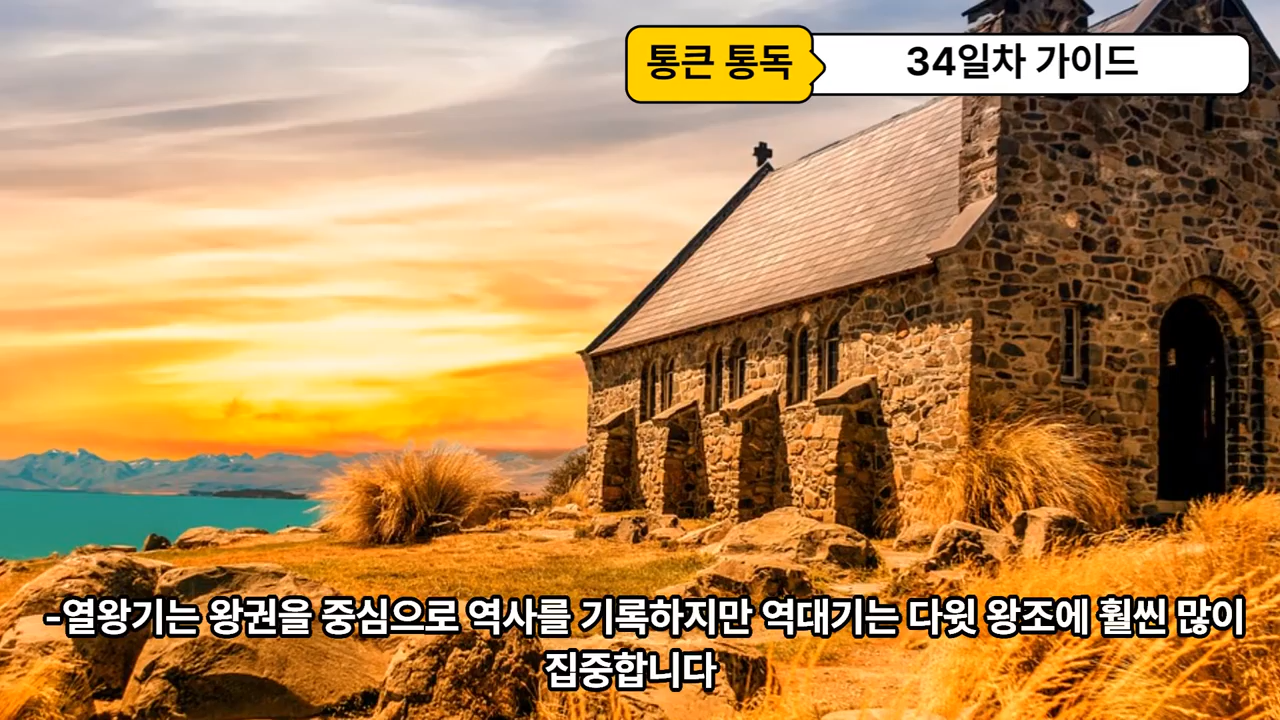 통큰 통독
34일차 가이드
-열왕기는 왕권을 중심으로 역사를 기록하지만 역대기는 다윗 왕조에 훨씬 많이
집중합니다